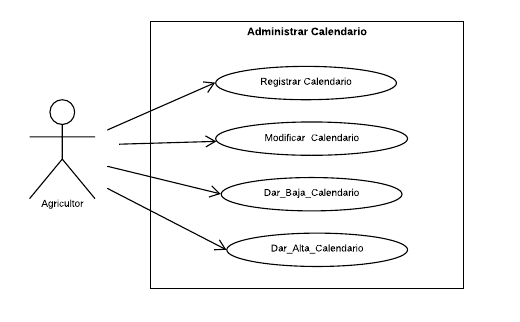 Administrar Calendario
Registrar Calendario
Modificar Calendario
Dar_Baja_Calendario
Agricultor
Dar_Alta_Calendario